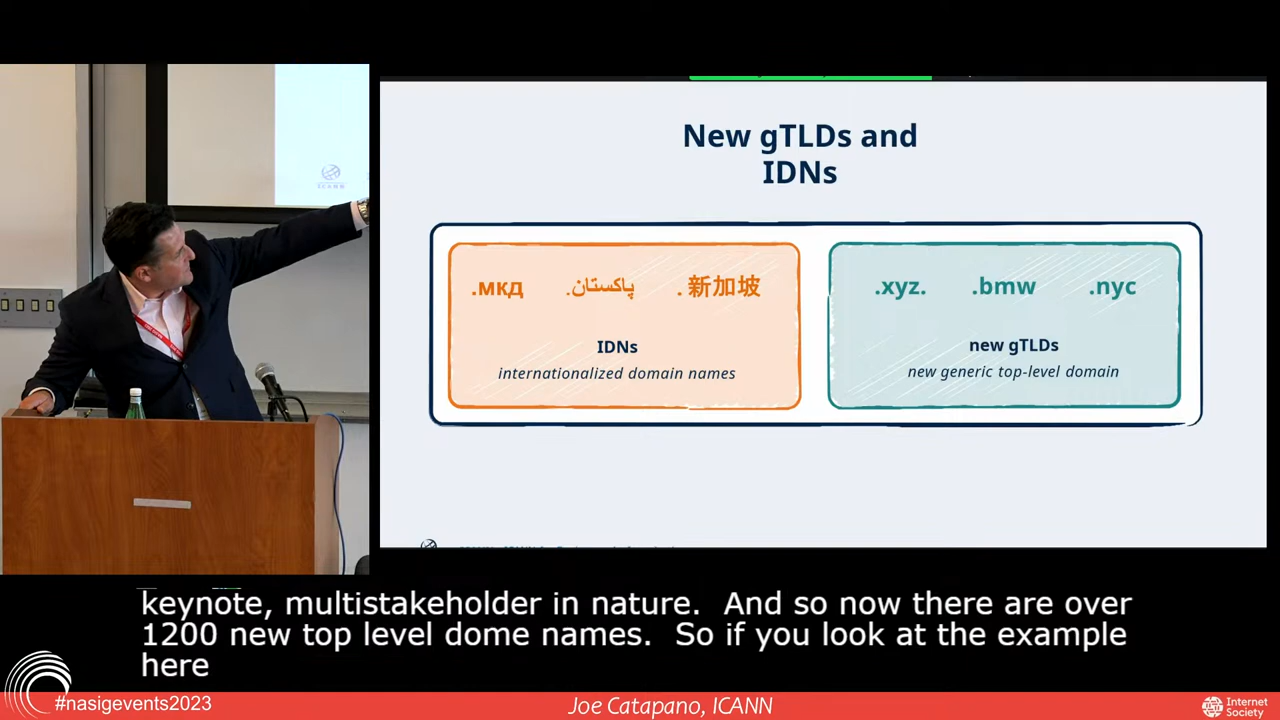 New gTLDs and
IDNs
.мкд
پاکستان.
. 新加坡
.xyz.
.bmw
.nyc
IDNs
internationalized domain names
new gTLDs
new generic top-level domain
ICANN
keynote, multistakeholder in nature. And so now there are over
1200 new top level dome names. So if you look at the example
here
#nasigevents2023
Joe Catapano, ICANN
Internet
Society